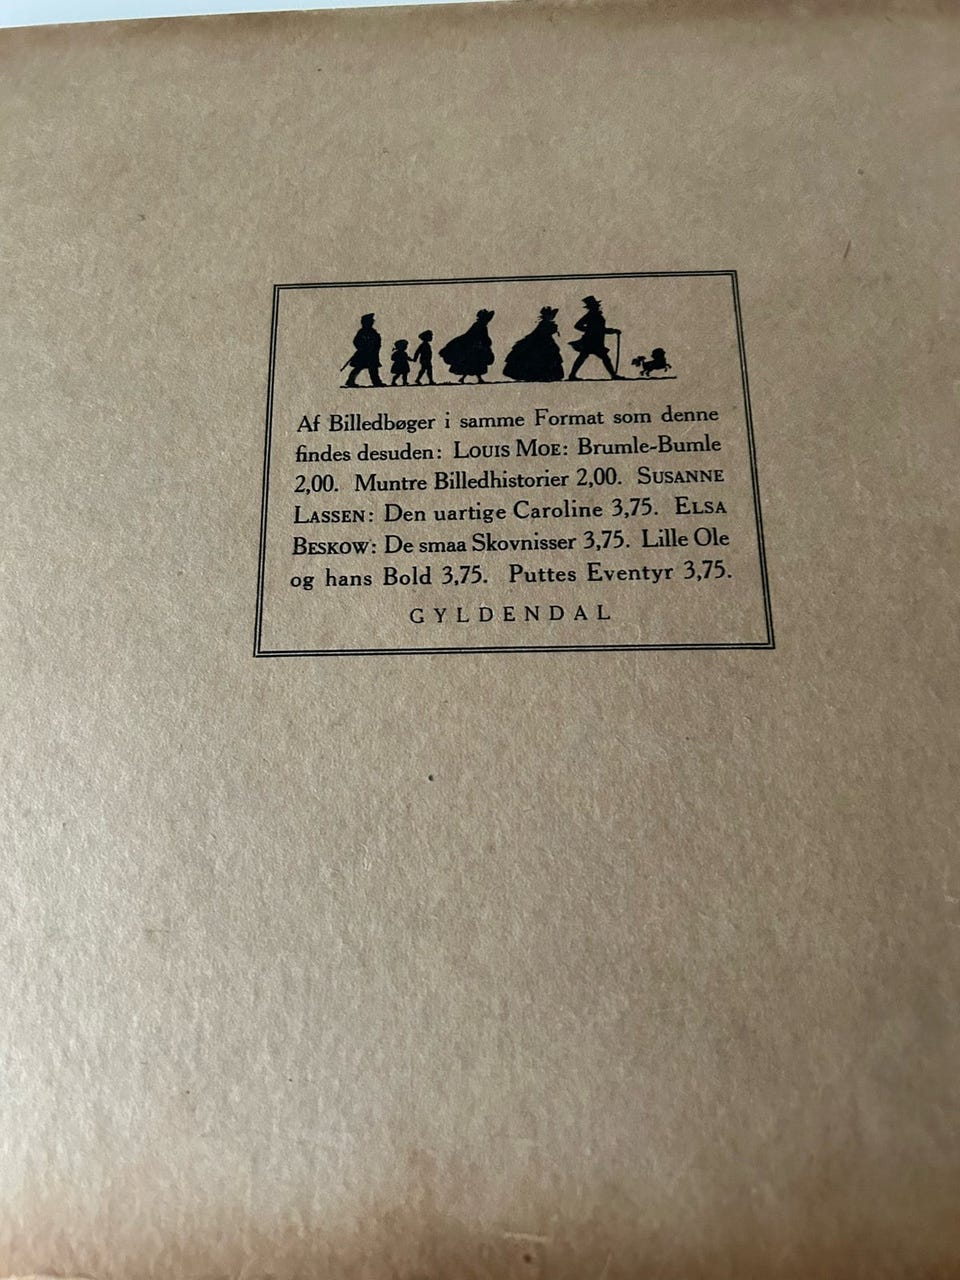 Af Billedbøger i samme Format som denne
findes desuden: LOUIS MOE: Brumle-Bumle
2,00. Muntre Billedhistorier 2,00. SUSANNE
LASSEN: Den uartige Caroline 3,75. ELSA
BESKOW: De smaa Skovnisser 3,75. Lille Ole
og hans Bold 3,75. Puttes Eventyr 3,75.
GYLDENDAL